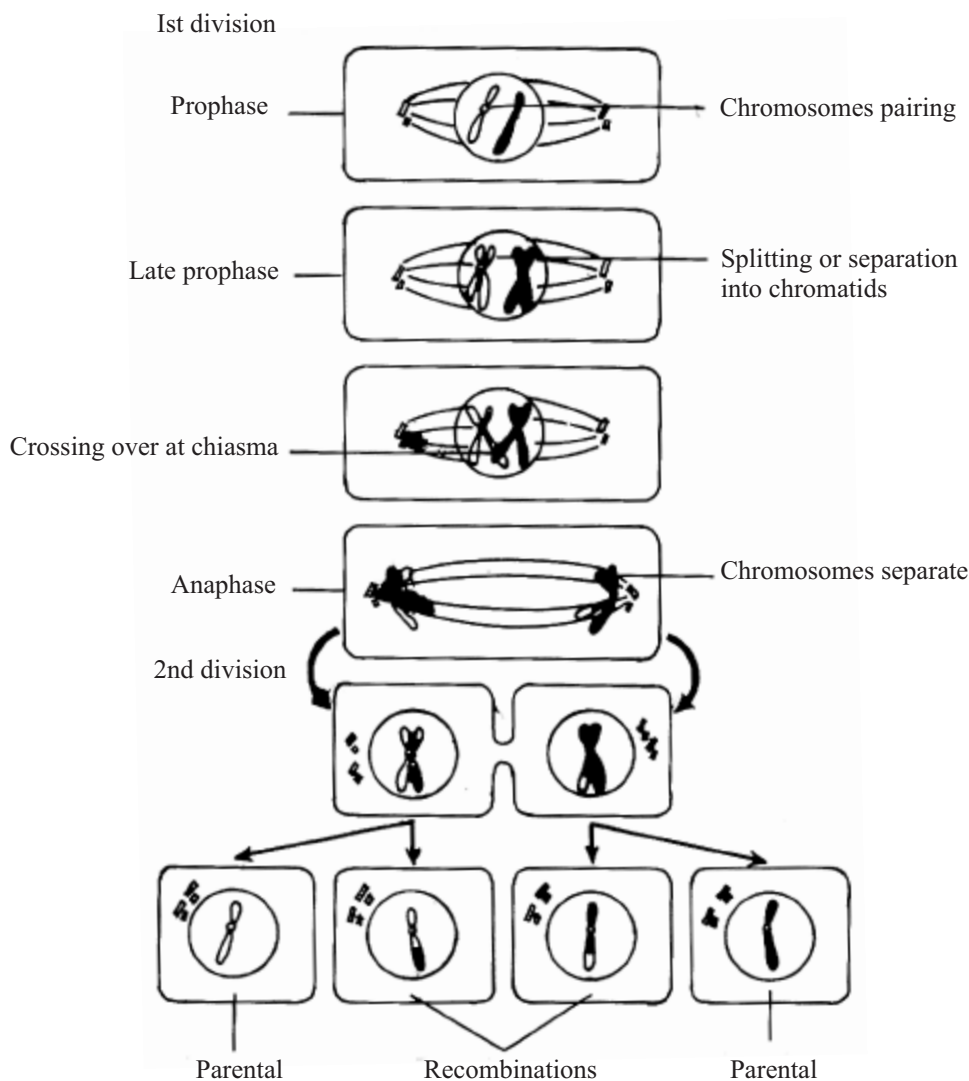 Ist division
Prophase
Chromosomes pairing
Late prophase
Splitting or separation
into chromatids
Crossing over at chiasma
Anaphase
Chromosomes separate
2nd division
Parental
Recombinations
Parental